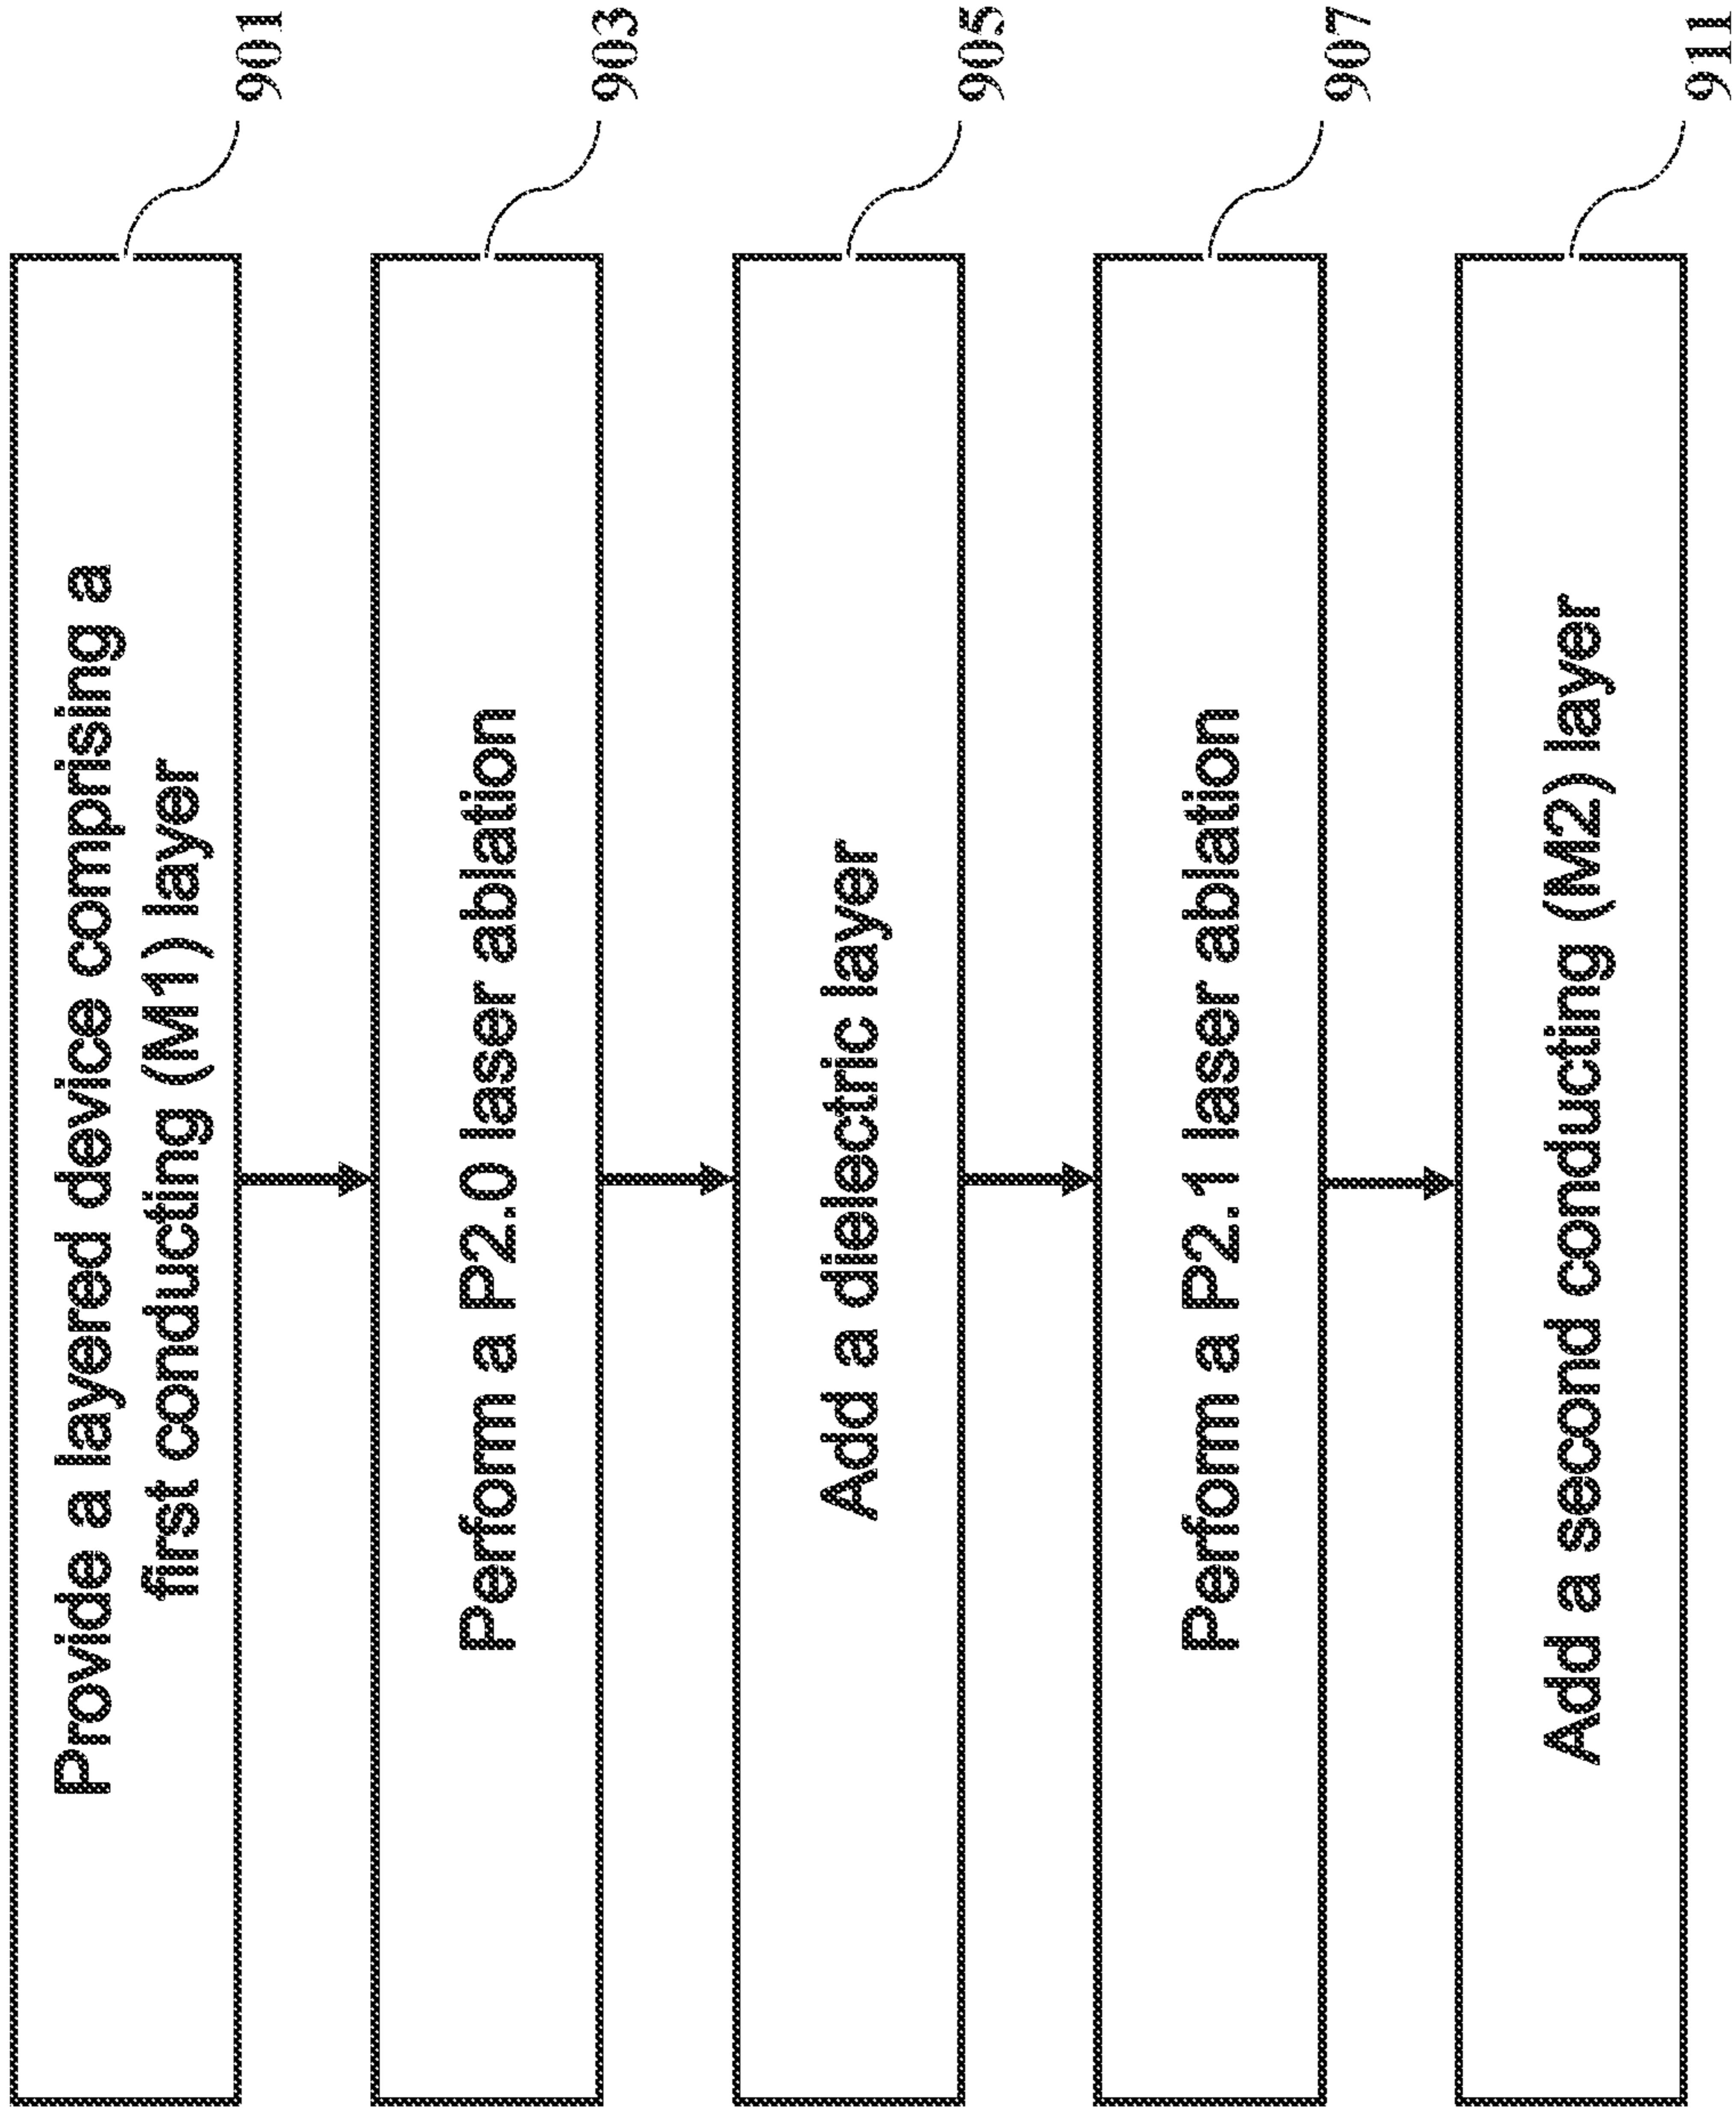 Provide a layered device comprising a
first conducting (M1) layer
901
Perform a P2.0 laser ablation
903
Add a dielectric layer
905
Perform a P2.1 laser ablation
907
Add a second conducting (M2) layer
911